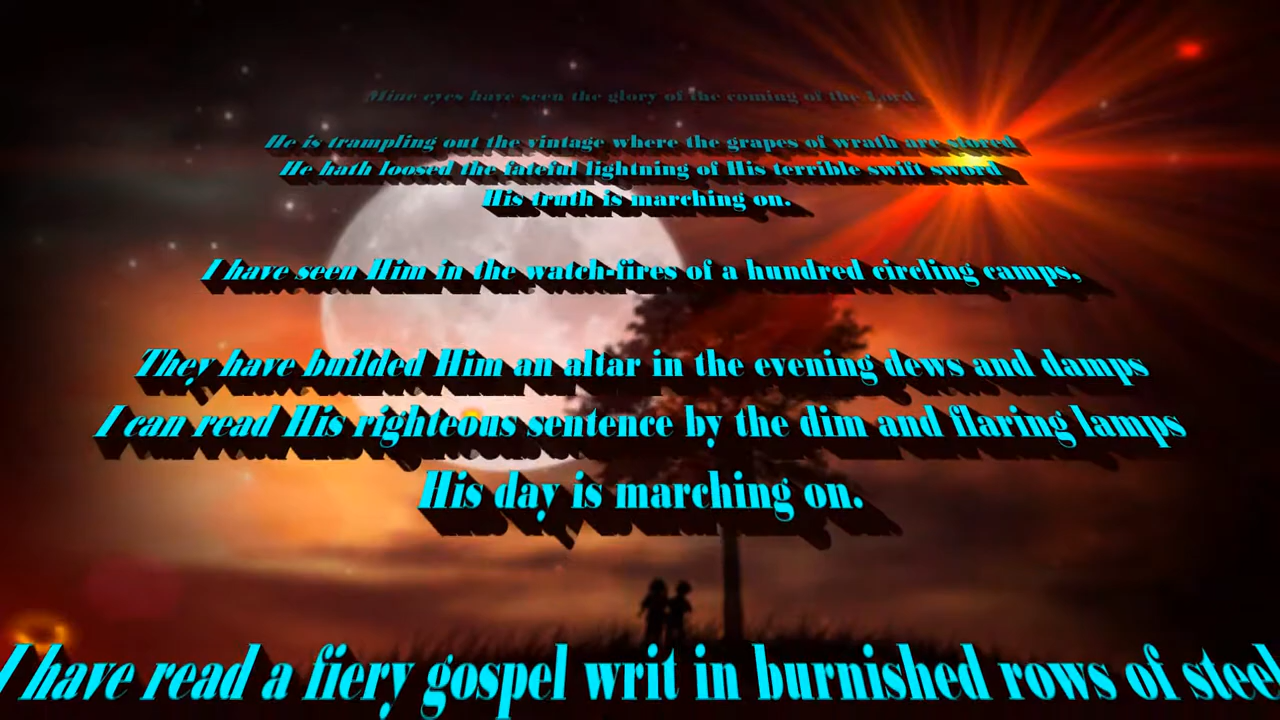 Mine eyes have seen the glory of the coming of the Lord
He is trampling out the vintage where the grapes of wrath are stored
He hath loosed the fateful lightning of His terrible swift sword
His truth is marching on.
I have seen Him in the watch-fires of a hundred circling camps,
They have builded Him an altar in the evening dews and damps
I can read His righteous sentence by the dim and flaring lamps
His day is marching on.
I have read a fiery gospel writ in burnished rows of steel